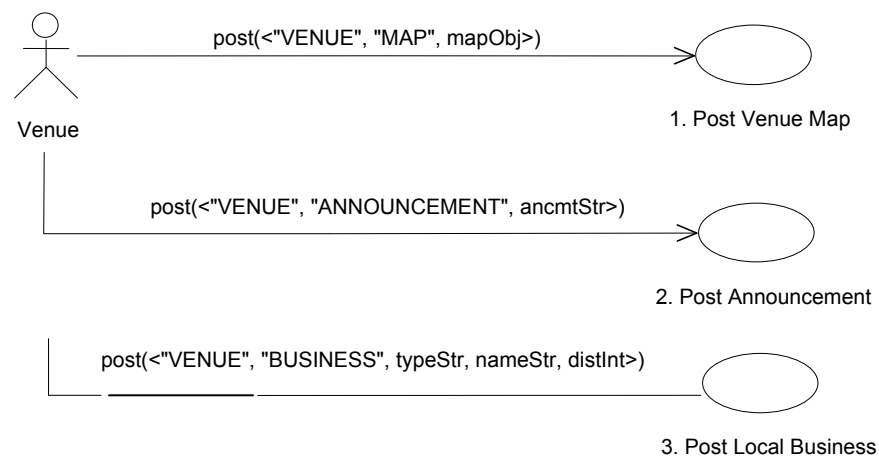 post(<"VENUE", "MAP", mapObj>)
1. Post Venue Map
Venue
post(<"VENUE", "ANNOUNCEMENT", ancmtStr>)
2. Post Announcement
post(<"VENUE", "BUSINESS", typeStr, nameStr, distInt>)
3. Post Local Business